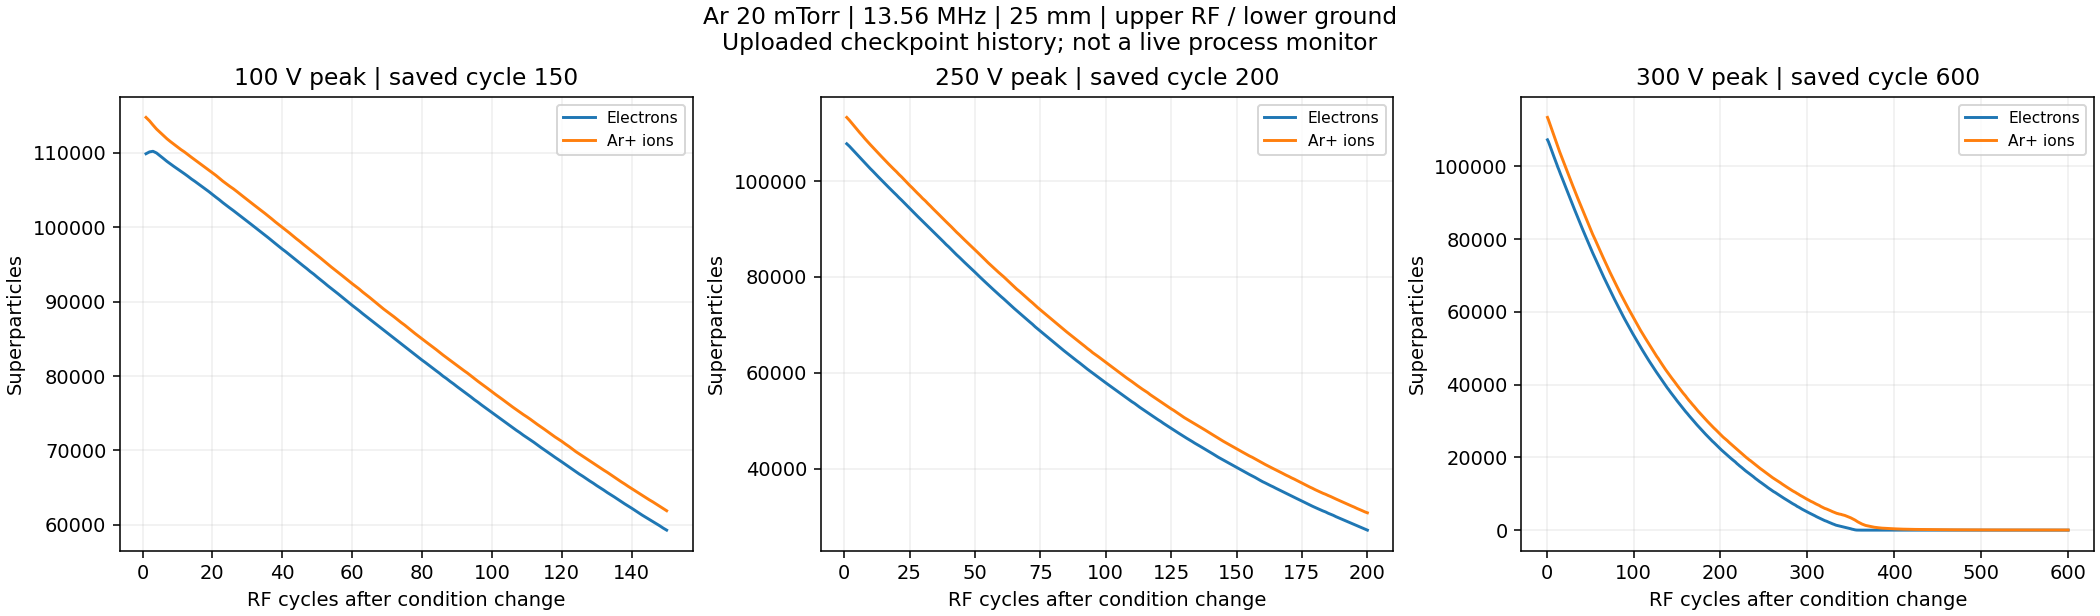 Ar 20 mTorr | 13.56 MHz | 25 mm | upper RF / lower ground
Uploaded checkpoint history; not a live process monitor
100 V peak | saved cycle 150
Electrons
Ar+ ions
Superparticles
110000
100000
90000
80000
70000
60000
0 20 40 60 80 100 120 140
RF cycles after condition change
250 V peak | saved cycle 200
Electrons
Ar+ ions
Superparticles
100000
80000
60000
40000
0 25 50 75 100 125 150 175 200
RF cycles after condition change
300 V peak | saved cycle 600
Electrons
Ar+ ions
Superparticles
100000
80000
60000
40000
20000
0
0 100 200 300 400 500 600
RF cycles after condition change